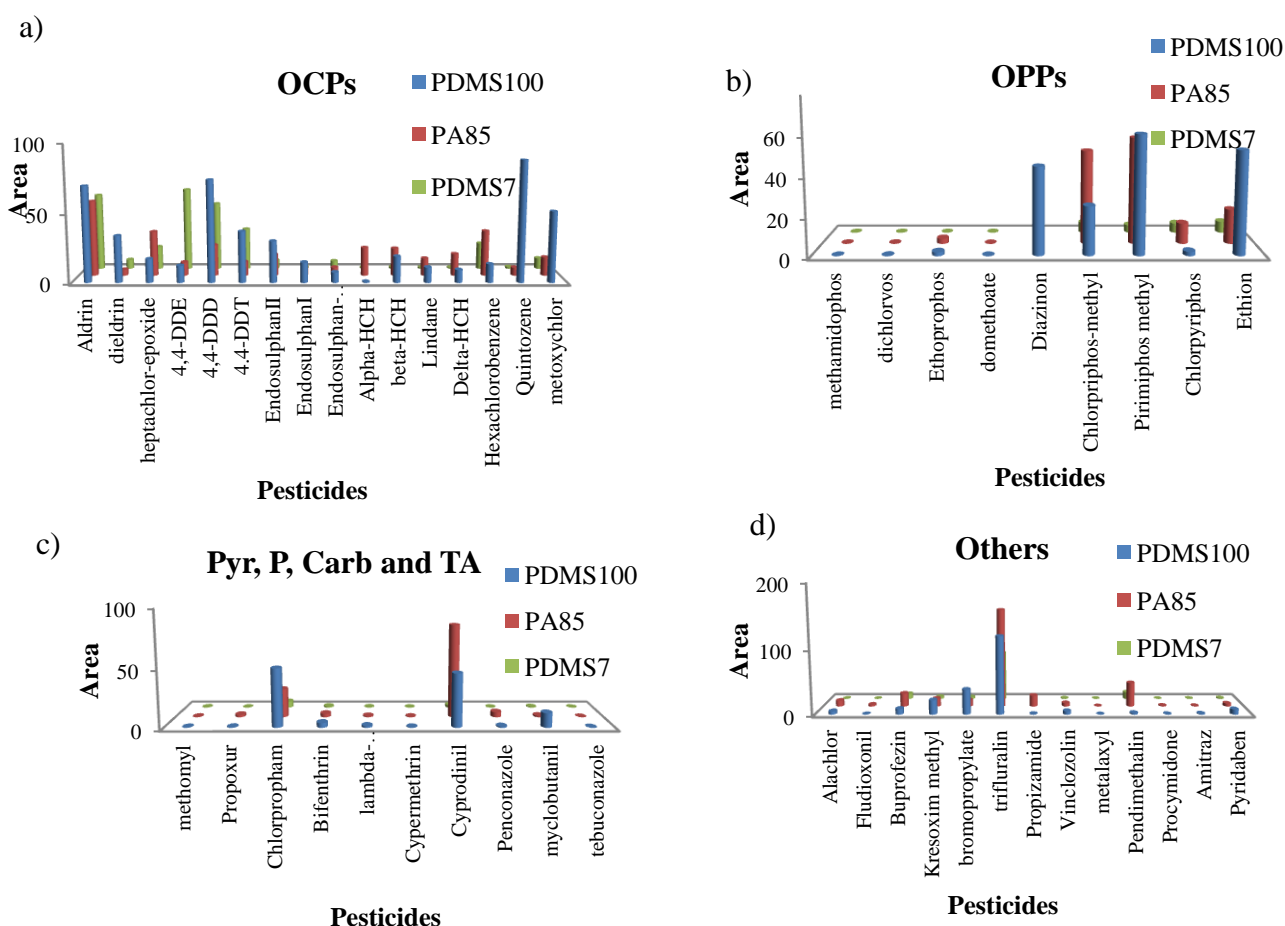 a)
OCPs
PDMS100
PA85
PDMS7
100
50
0
Area
Aldrin
dieldrin
heptachlor-epoxide
4,4-DDE
4,4-DDD
4.4-DDT
EndosulphanII
EndosulphanI
Endosulphan-…
Alpha-HCH
beta-HCH
Lindane
Delta-HCH
Hexachlorobenzene
Quintozene
metoxychlor
Pesticides
b)
OPPs
PDMS100
PA85
PDMS7
60
40
20
0
Area
methamidophos
dichlorvos
Ethoprophos
domethoate
Diazinon
Chlorpriphos-methyl
Pirimiphos methyl
Chlorpyriphos
Ethion
Pesticides
c)
Pyr, P, Carb and TA
PDMS100
PA85
PDMS7
100
50
0
Area
methomyl
Propoxur
Chlorpropham
Bifenthrin
lambda-…
Cypermethrin
Cyprodinil
Penconazole
myclobutanil
tebuconazole
Pesticides
d)
Others
PDMS100
PA85
PDMS7
200
100
0
Area
Alachlor
Fludioxonil
Buprofezin
Kresoxim methyl
bromopropylate
trifluralin
Propizamide
Vinclozolin
metalaxyl
Pendimethalin
Procymidone
Amitraz
Pyridaben
Pesticides